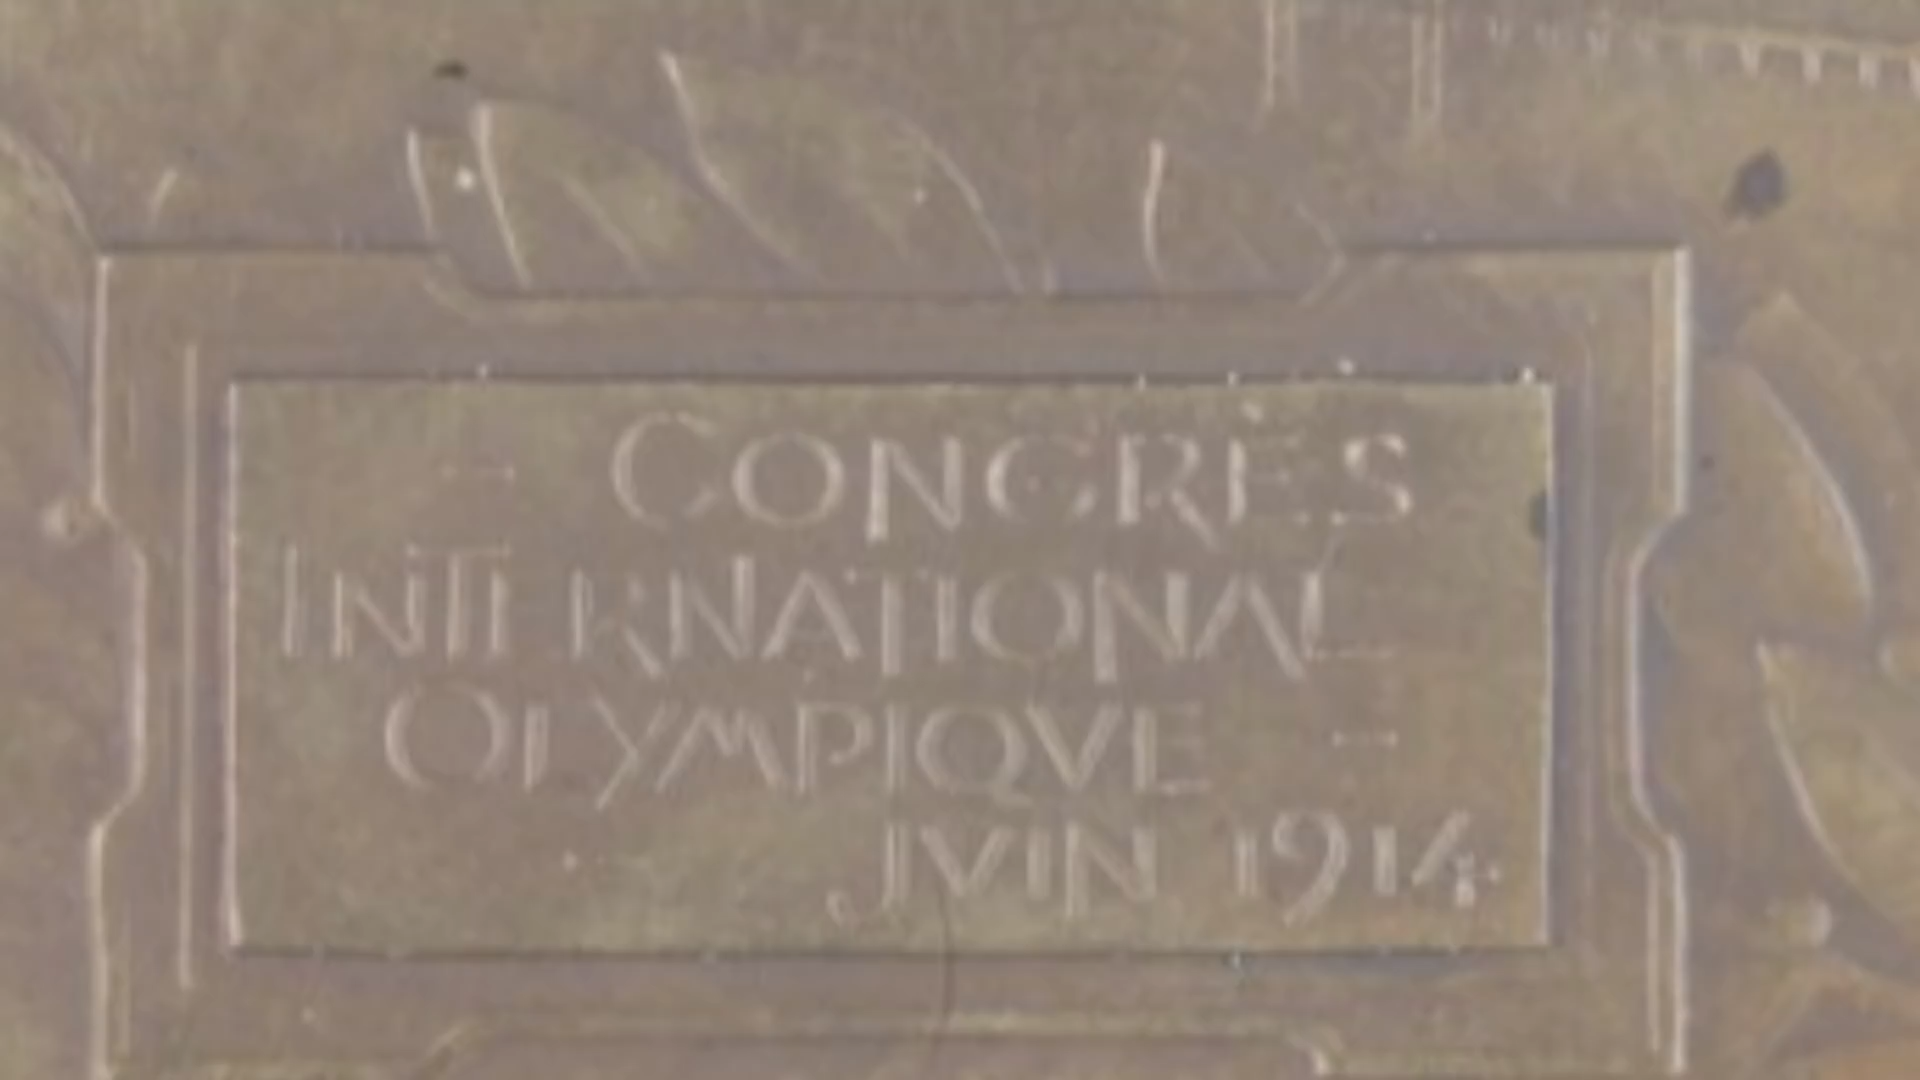 - CONGRÈS
INTERNATIONAL
OLYMPIQVE -
- JVIN 1914